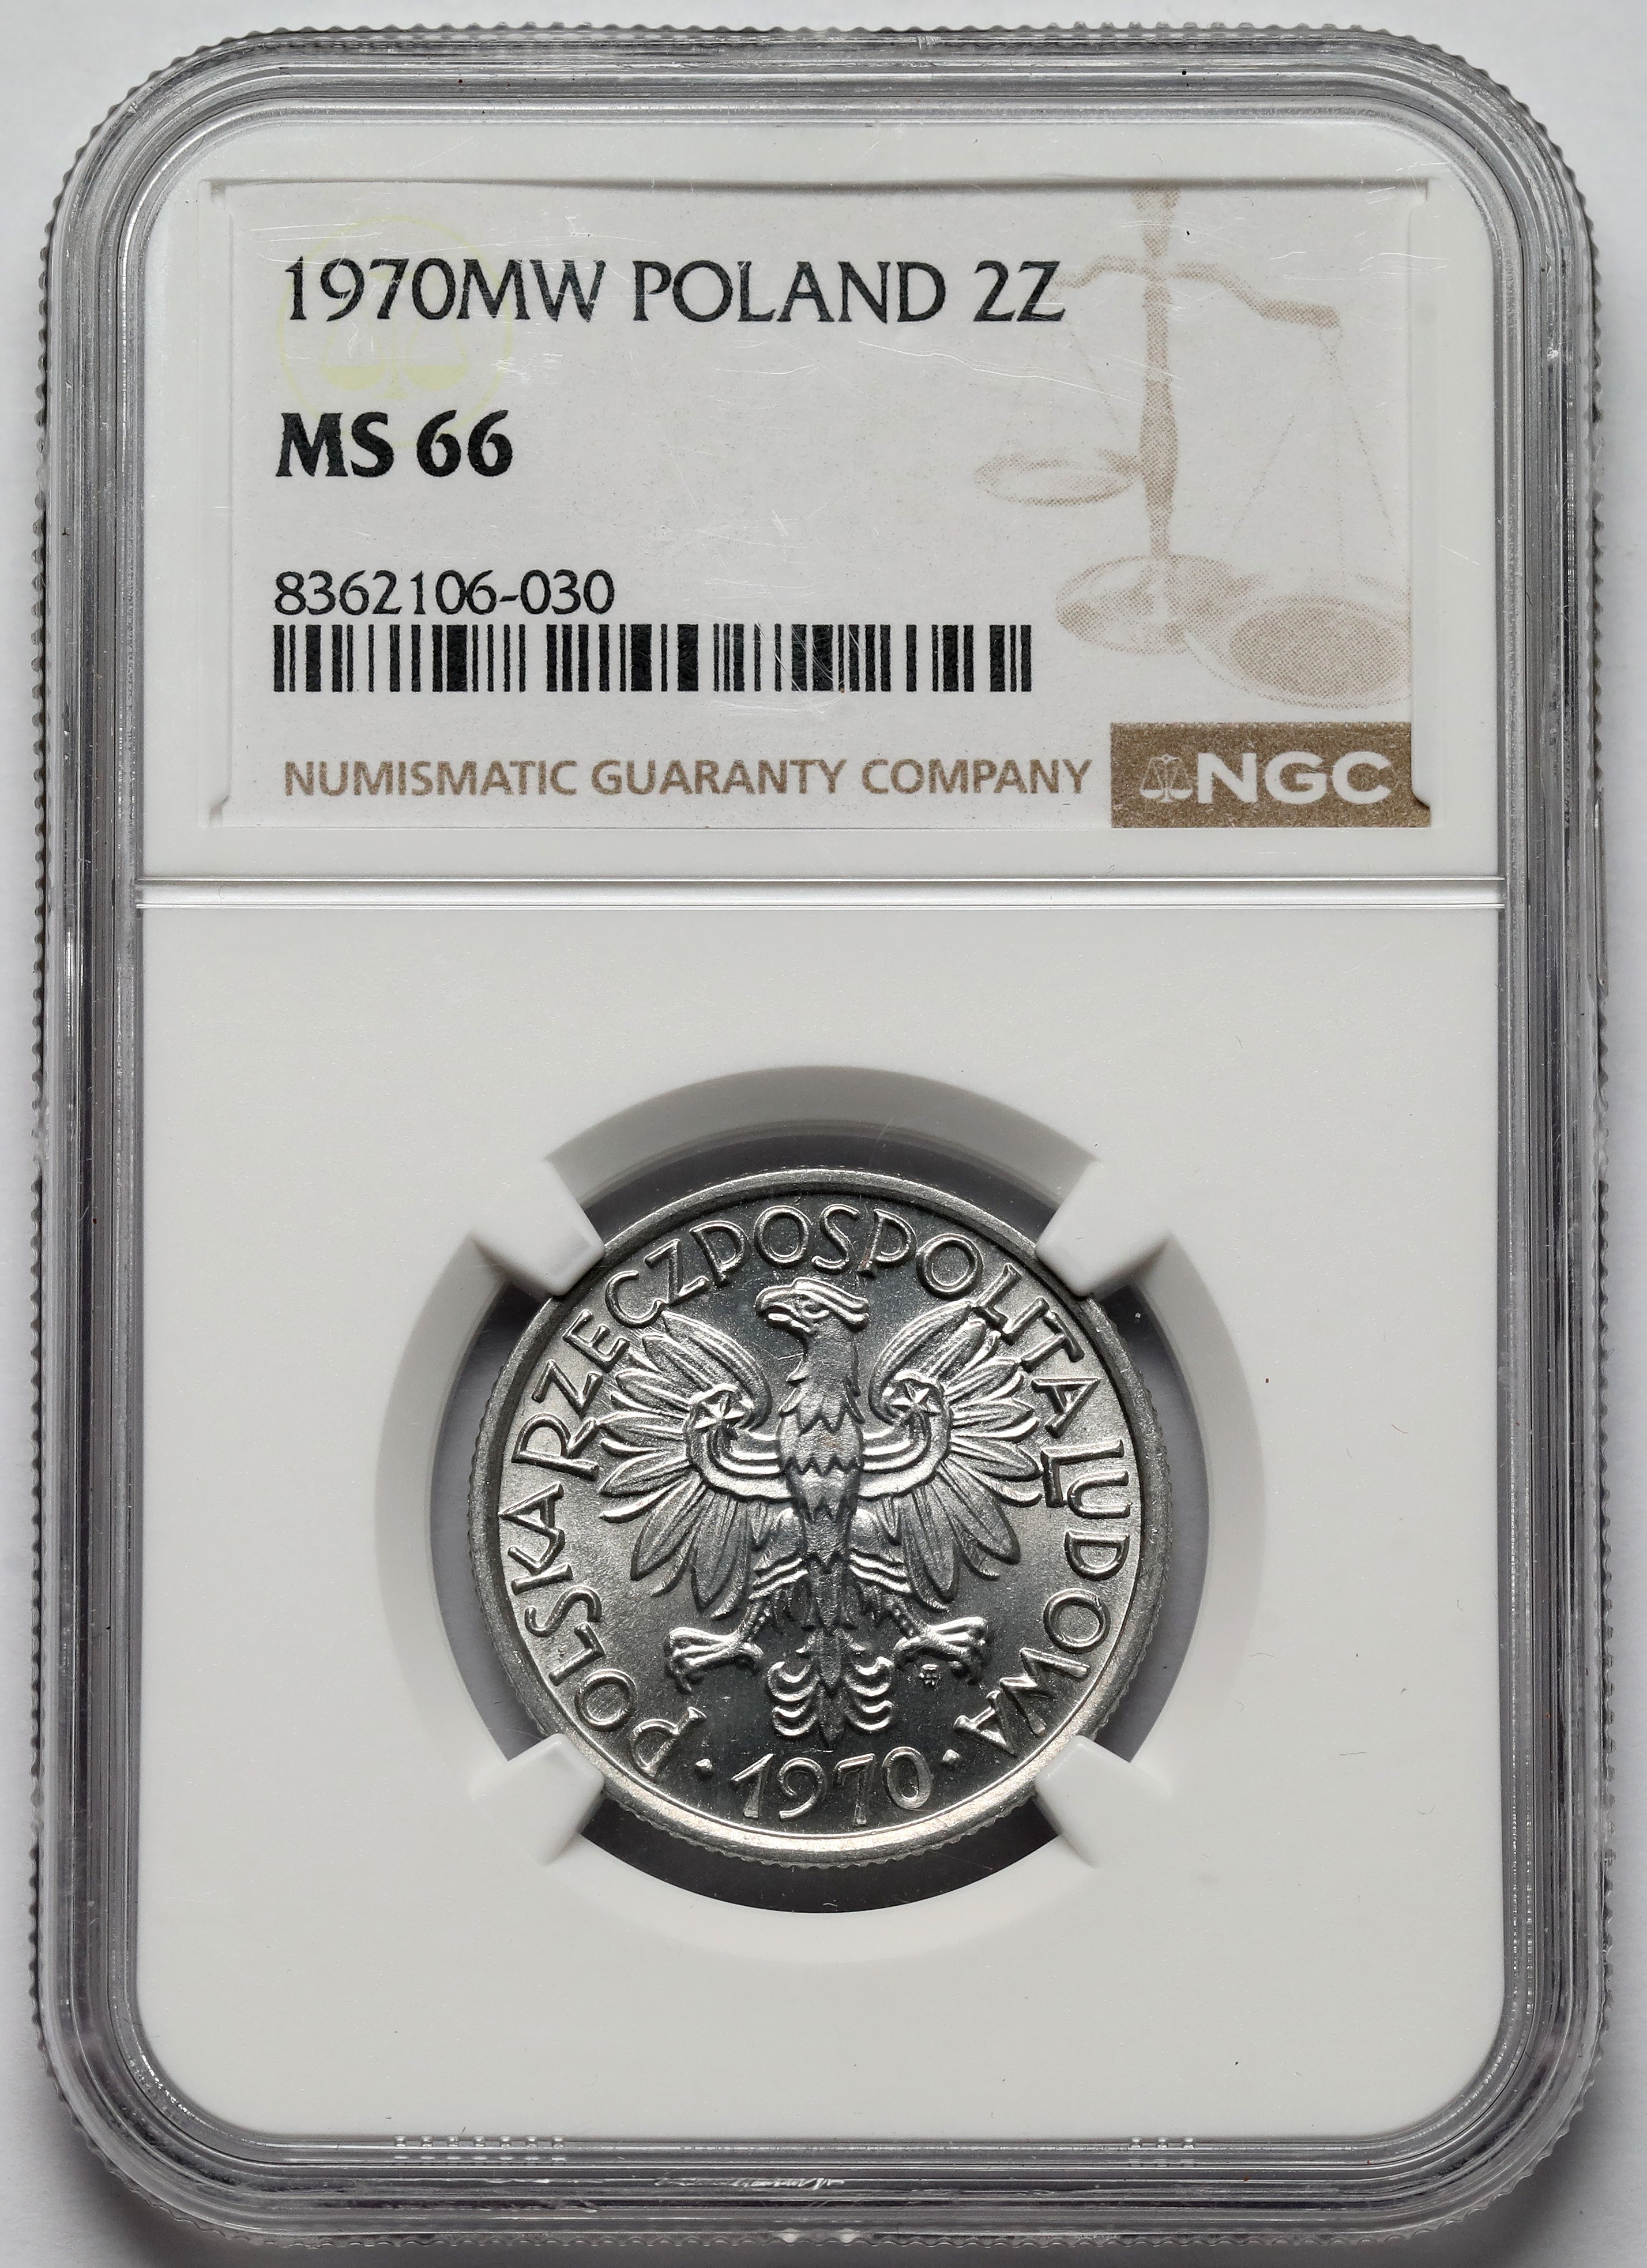 1970MW POLAND 2Z
MS 66
8362106-030
NUMISMATIC GUARANTY COMPANY
NGC
POLSKA RZECZPOSPOLITA LUDOWA
· 1970 ·